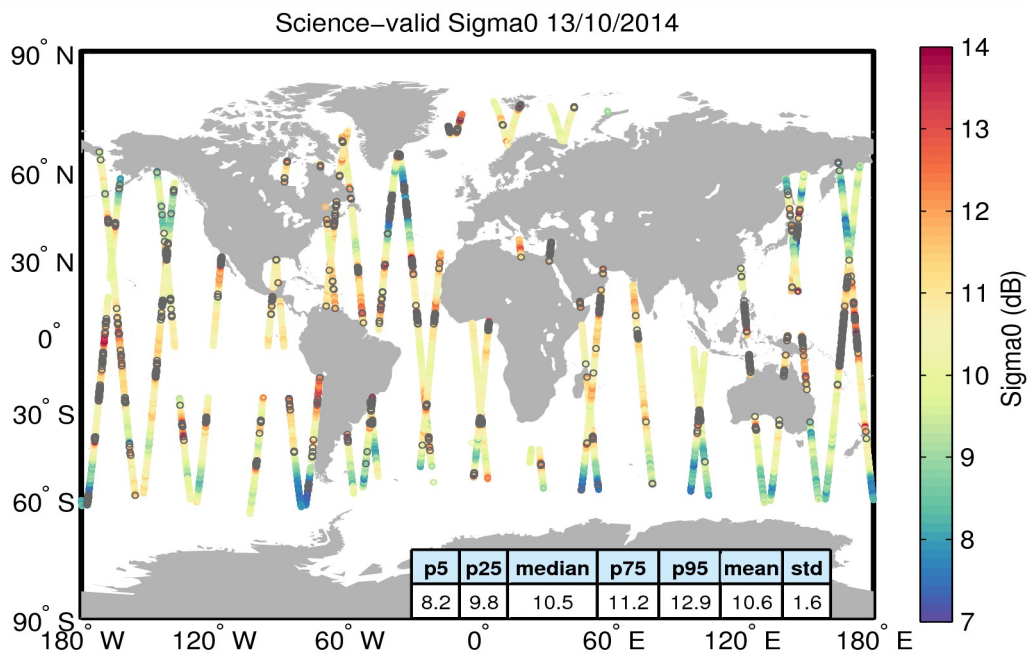 Science−valid Sigma0 13/10/2014
90° N
60° N
30° N
0°
30° S
60° S
90° S
180° W
120° W
60° W
0°
60° E
120° E
180° E
p5 p25 median p75 p95 mean std
8.2 9.8 10.5 11.2 12.9 10.6 1.6
14
13
12
11
10
9
8
7
Sigma0 (dB)